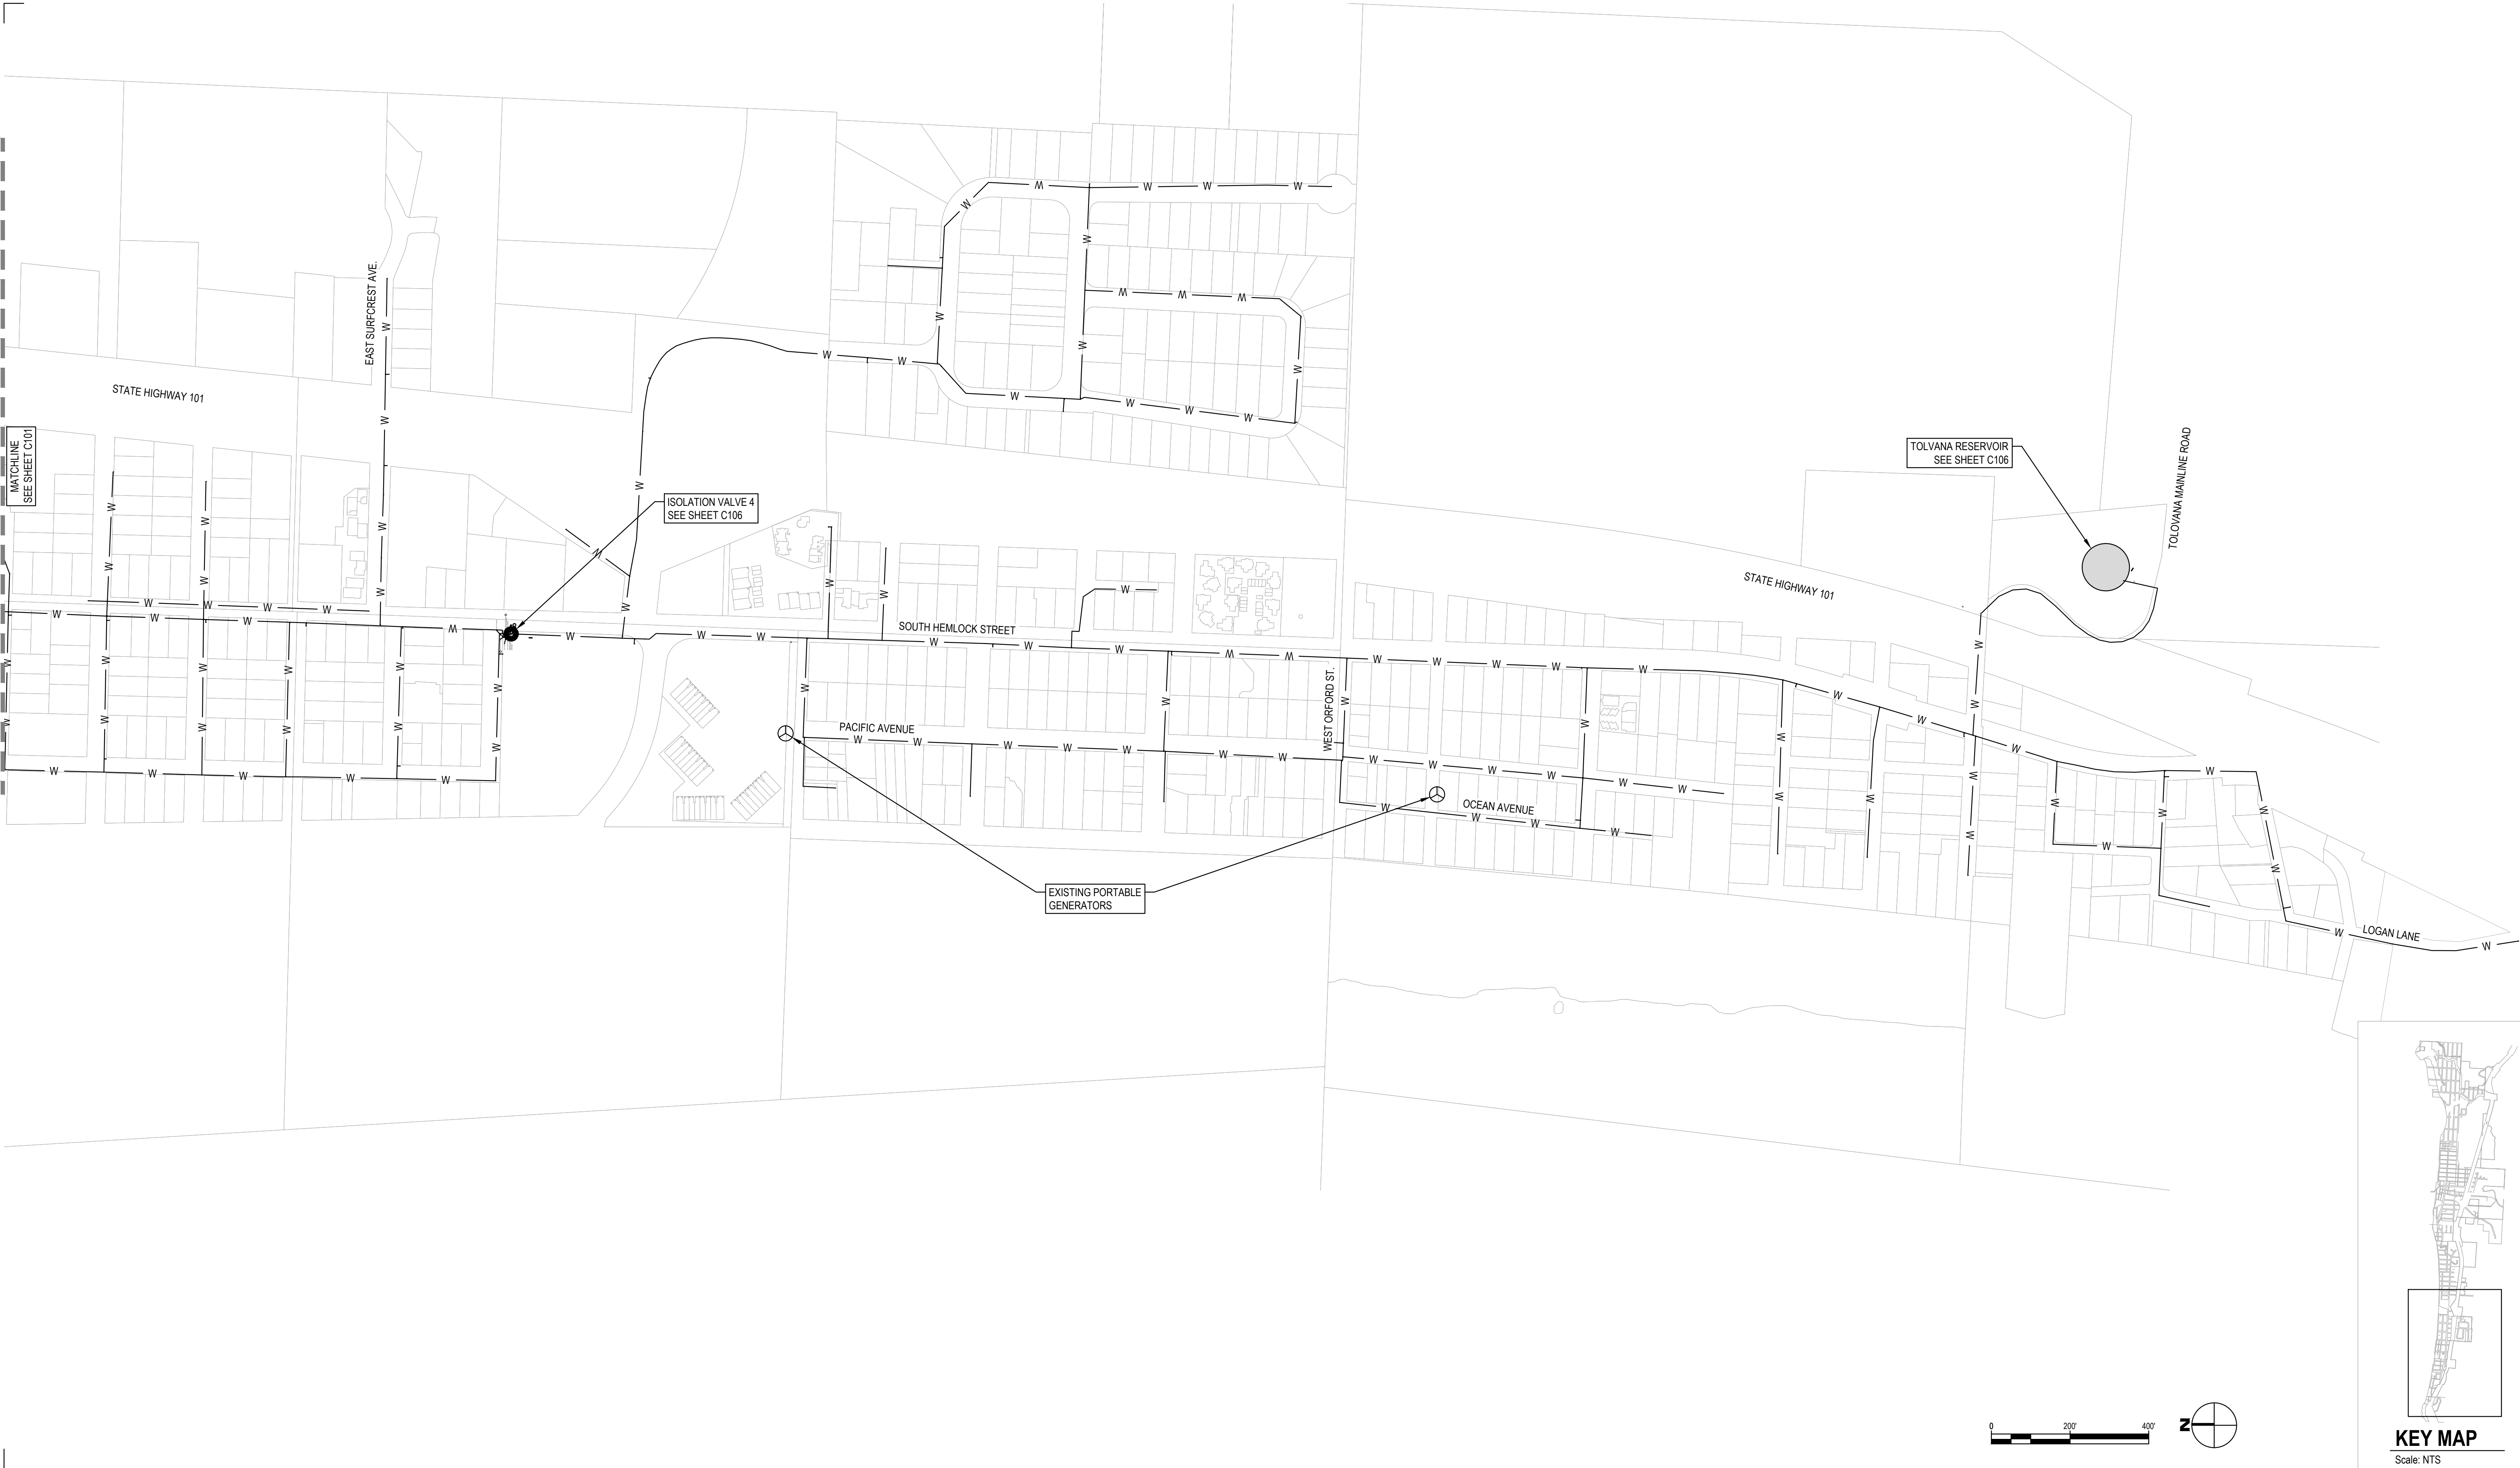 EAST SURFCREST AVE.
STATE HIGHWAY 101
MATCHLINE
SEE SHEET C101
ISOLATION VALVE 4
SEE SHEET C106
TOLVANA RESERVOIR
SEE SHEET C106
TOLOVANA MAINLINE ROAD
STATE HIGHWAY 101
SOUTH HEMLOCK STREET
WEST ORFORD ST.
PACIFIC AVENUE
OCEAN AVENUE
EXISTING PORTABLE
GENERATORS
LOGAN LANE
W
0 200' 400'
N
KEY MAP
Scale: NTS